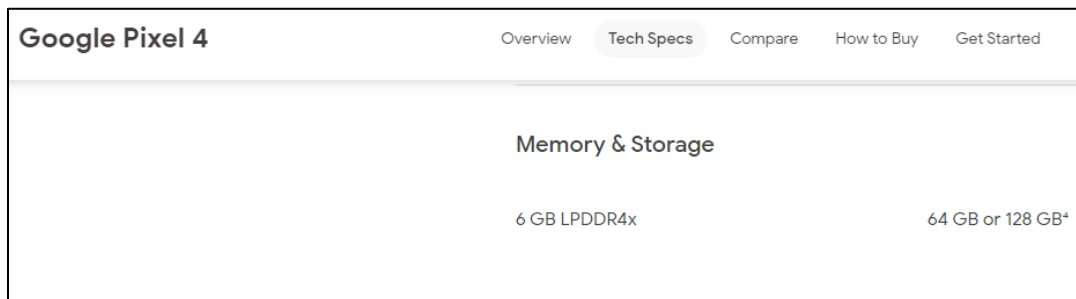 Google Pixel 4 Overview Tech Specs Compare How to Buy Get Started
Memory & Storage
6 GB LPDDR4x 64 GB or 128 GB⁴